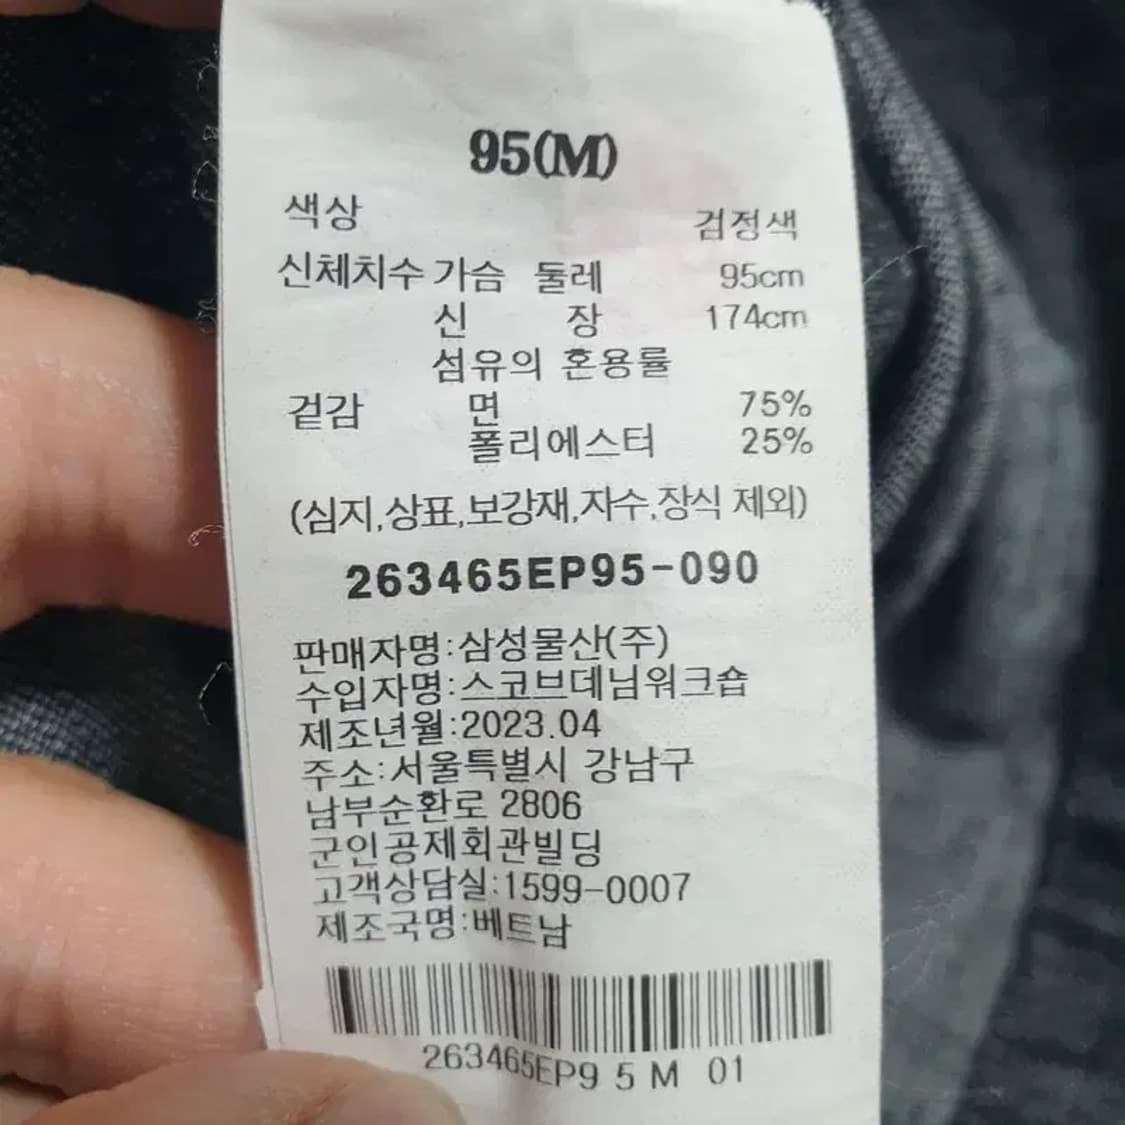 95(M)
색상 검정색
신체치수 가슴 둘레 95cm
신 장 174cm
섬유의 혼용률
겉감 면 75%
폴리에스터 25%
(심지,상표,보강재,자수,장식 제외)
263465EP95-090
판매자명:삼성물산(주)
수입자명:스코브데님워크숍
제조년월:2023.04
주소:서울특별시 강남구
남부순환로 2806
군인공제회관빌딩
고객상담실:1599-0007
제조국명:베트남
263465EP9 5 M 01